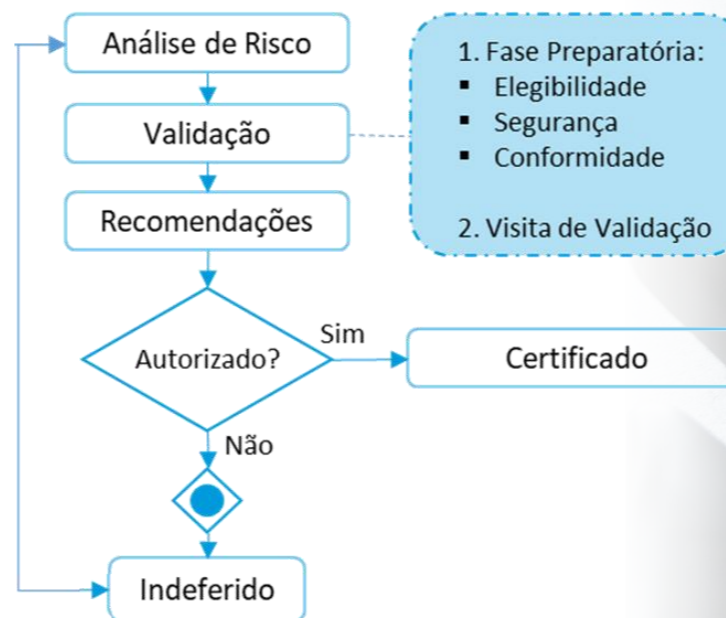 Análise de Risco
Validação
Recomendações
Autorizado?
Sim
Não
Certificado
Indeferido
1. Fase Preparatória:
▪ Elegibilidade
▪ Segurança
▪ Conformidade
2. Visita de Validação